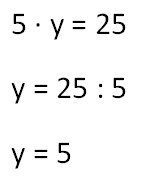 5 · y = 25
y = 25 : 5
y = 5